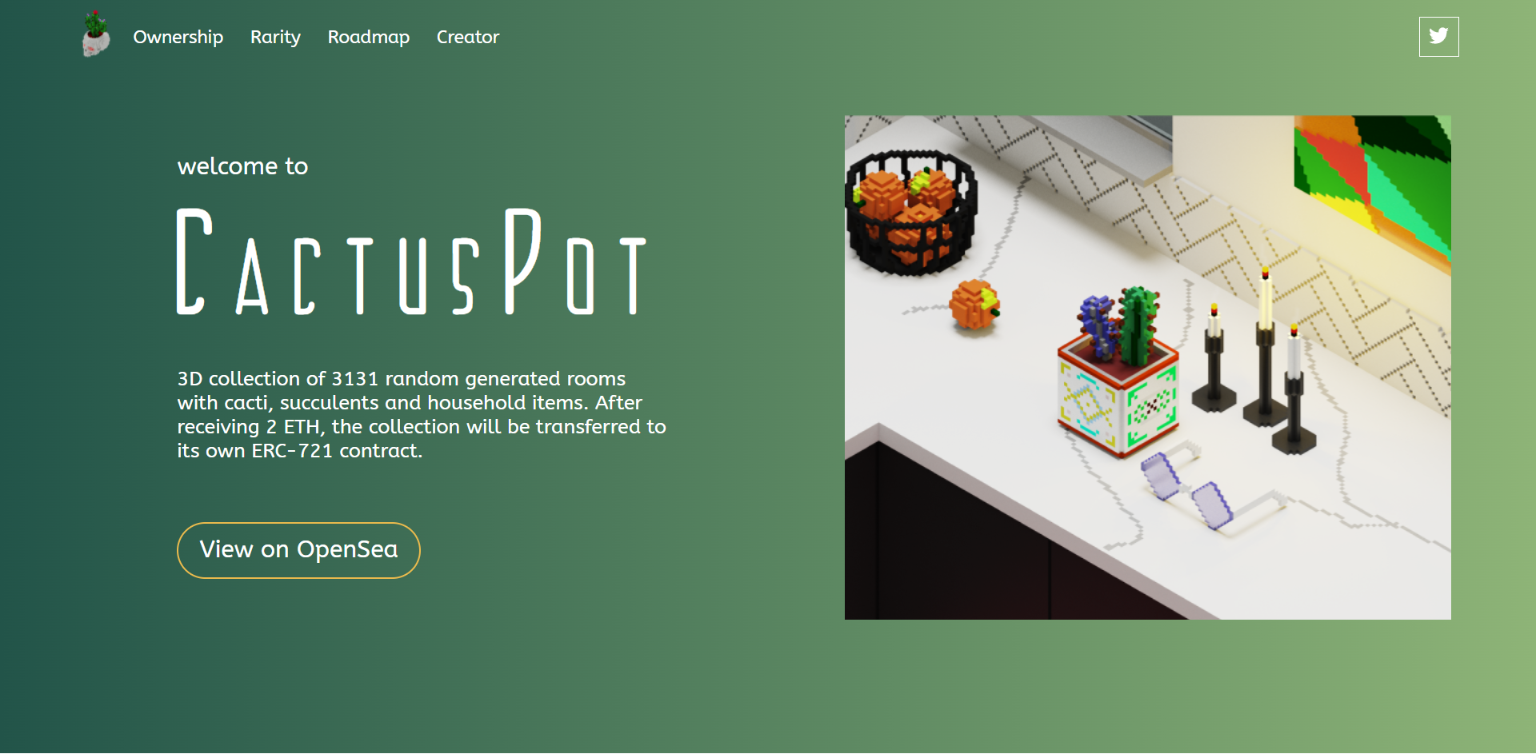 Ownership Rarity Roadmap Creator
welcome to
CactusPot
3D collection of 3131 random generated rooms
with cacti, succulents and household items. After
receiving 2 ETH, the collection will be transferred to
its own ERC-721 contract.
View on OpenSea